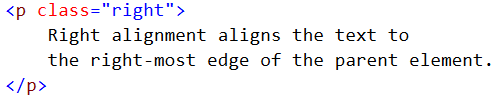 <p class="right">
    Right alignment aligns the text to
    the right-most edge of the parent element.
</p>